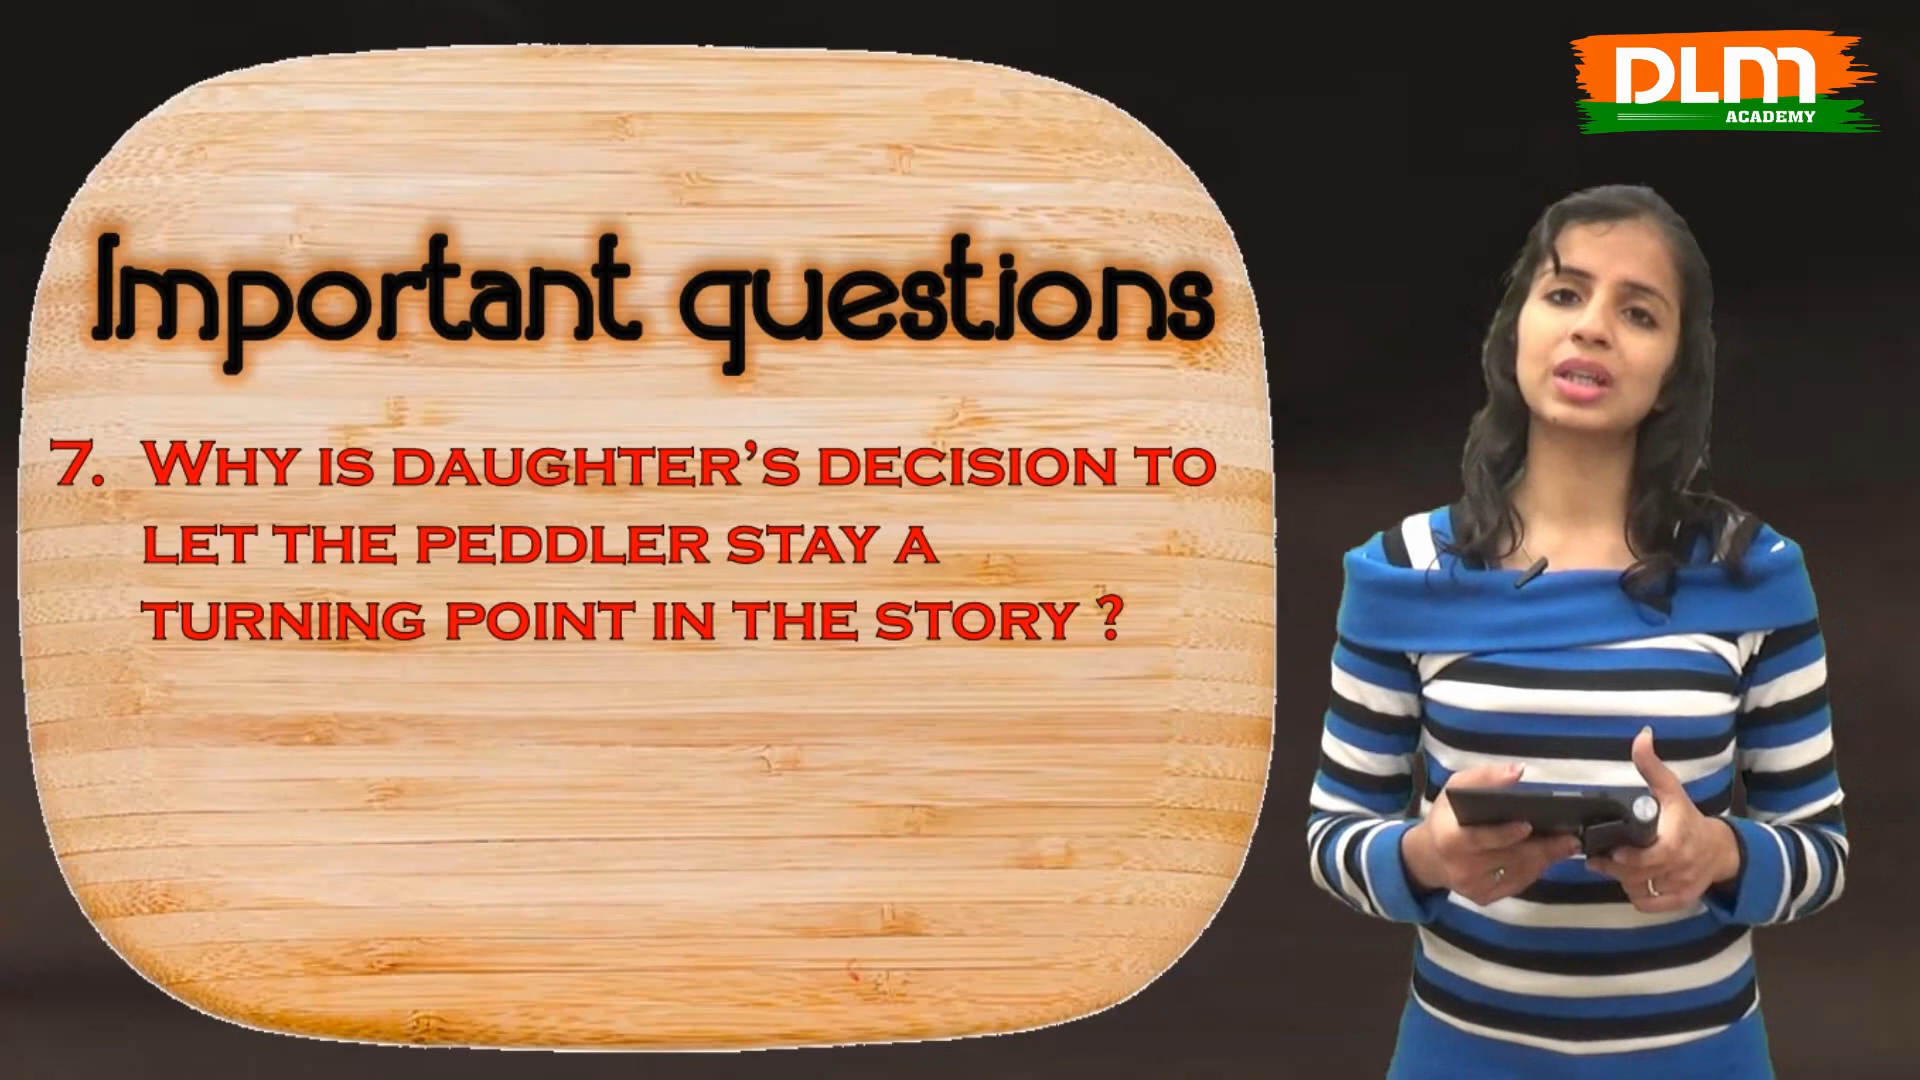 DLM
ACADEMY
Important questions
7. Why is daughter’s decision to
let the peddler stay a
turning point in the story ?